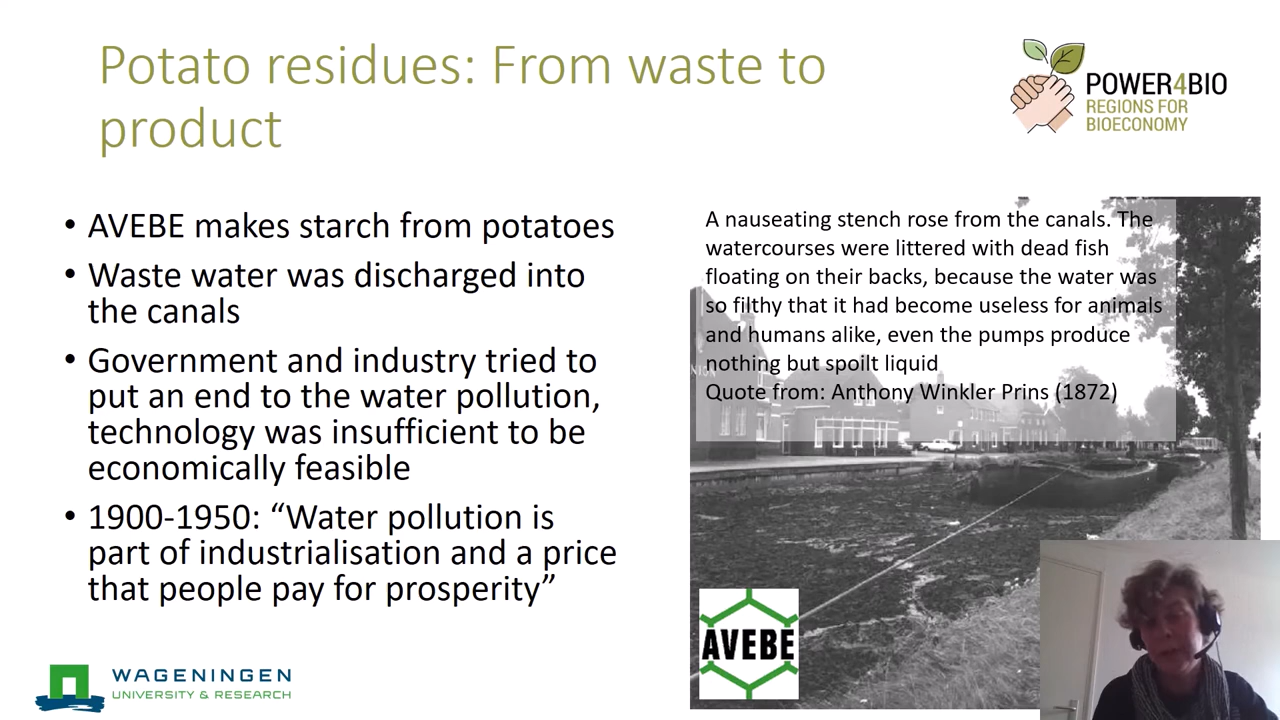 Potato residues: From waste to
product
POWER4BIO
REGIONS FOR
BIOECONOMY
• AVEBE makes starch from potatoes
• Waste water was discharged into
the canals
• Government and industry tried to
put an end to the water pollution,
technology was insufficient to be
economically feasible
• 1900-1950: “Water pollution is
part of industrialisation and a price
that people pay for prosperity”
A nauseating stench rose from the canals. The
watercourses were littered with dead fish
floating on their backs, because the water was
so filthy that it had become useless for animals
and humans alike, even the pumps produce
nothing but spoilt liquid
Quote from: Anthony Winkler Prins (1872)
AVEBE
WAGENINGEN
UNIVERSITY & RESEARCH